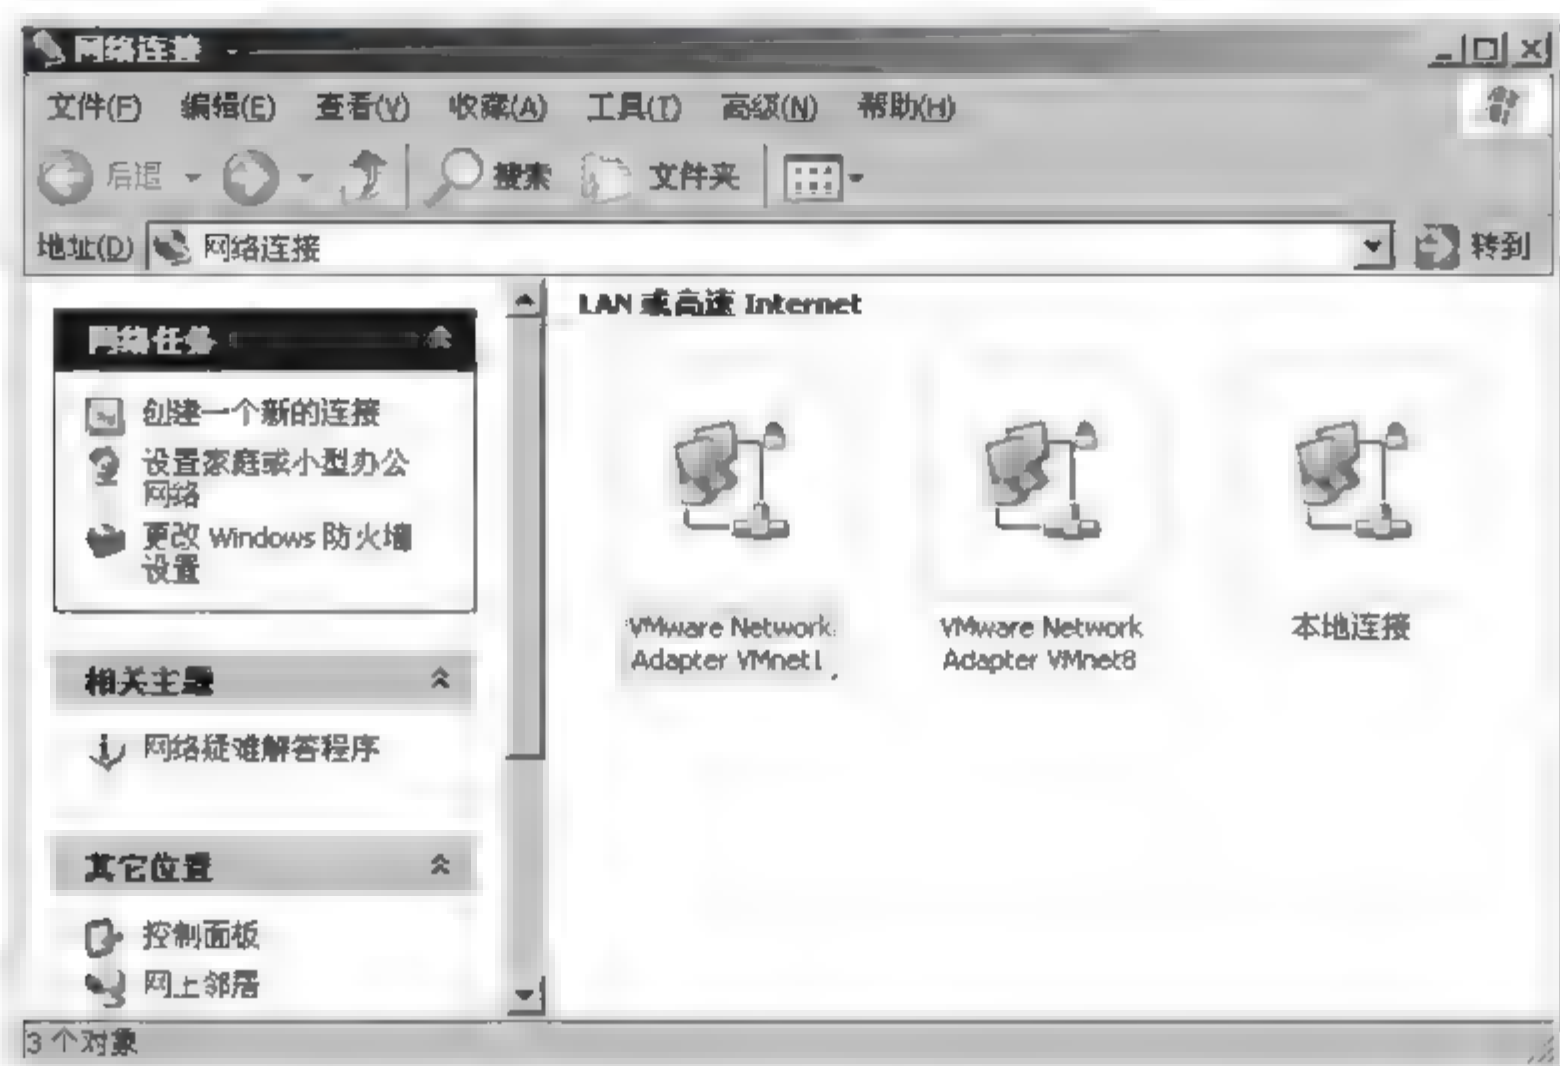 网络连接
文件(F) 编辑(E) 查看(V) 收藏(A) 工具(T) 高级(N) 帮助(H)
后退 搜索 文件夹
地址(D) 网络连接 转到
网络任务
创建一个新的连接
设置家庭或小型办公
网络
更改 Windows 防火墙
设置
相关主题
网络疑难解答程序
其它位置
控制面板
网上邻居
LAN 或高速 Internet
VMware Network
Adapter VMnet1
VMware Network
Adapter VMnet8
本地连接
3 个对象